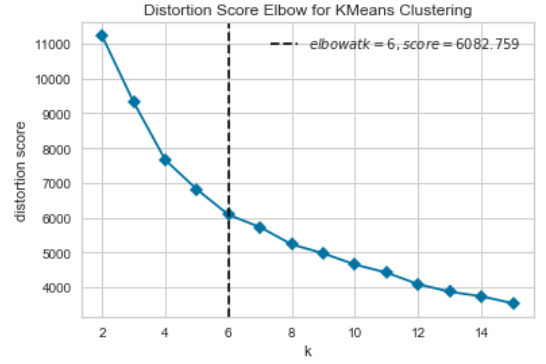 Distortion Score Elbow for KMeans Clustering
elbowatk = 6, score = 6082.759
distortion score
11000
10000
9000
8000
7000
6000
5000
4000
2 4 6 8 10 12 14
k